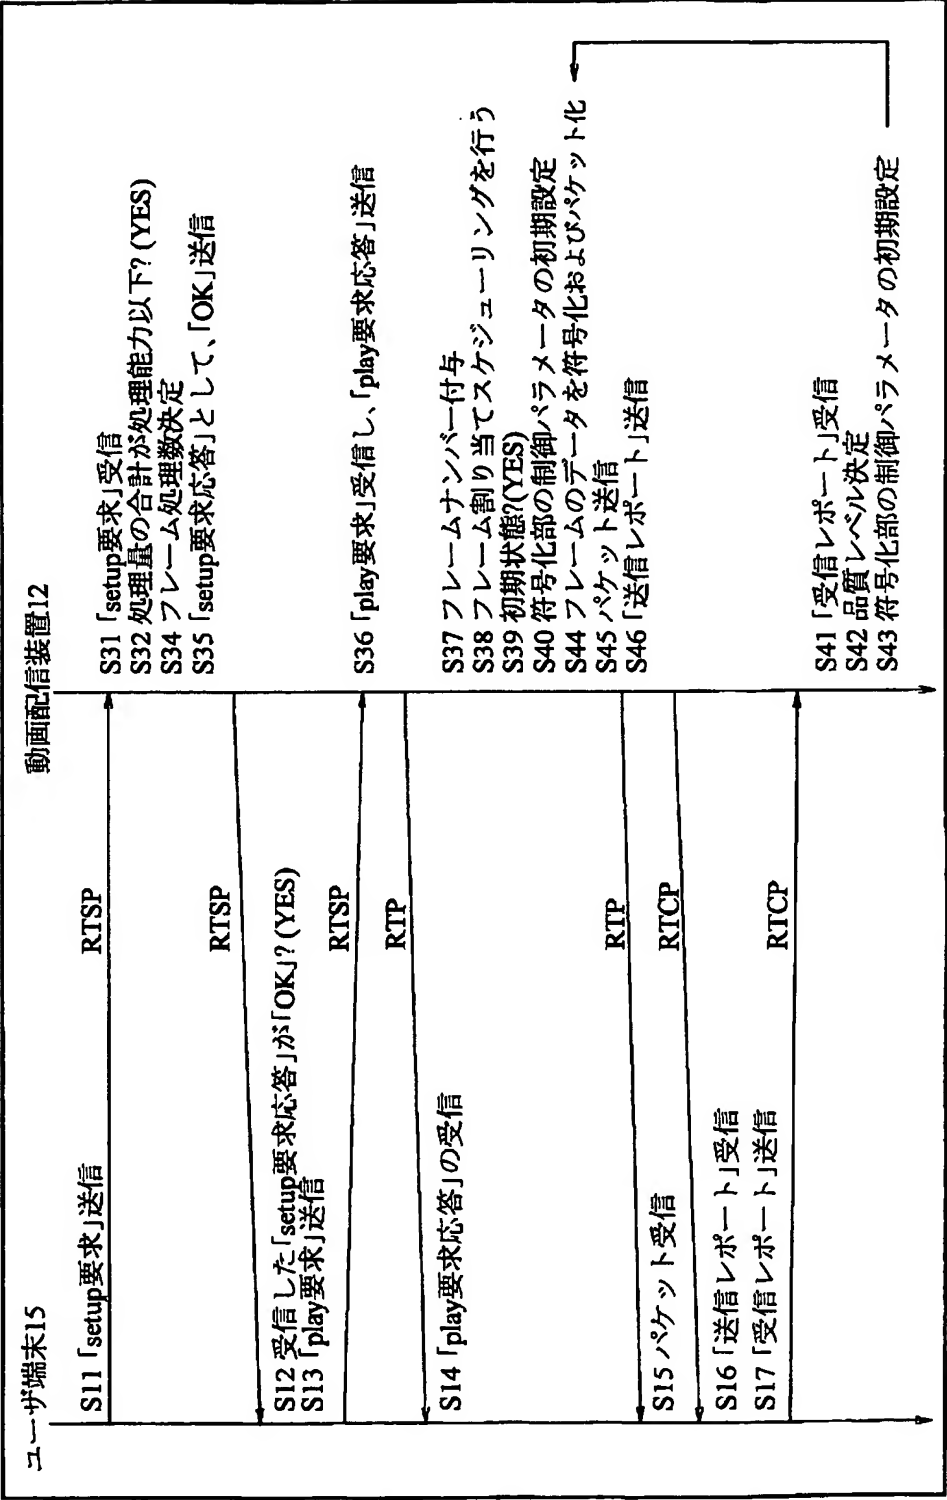 ユーザ端末15
動画配信装置12
S11「setup要求」送信
RTSP
S31「setup要求」受信
S32 処理量の合計が処理能力以下? (YES)
S34 フレーム処理数決定
S35「setup要求応答」として、「OK」送信
RTSP
S12 受信した「setup要求応答」が「OK」? (YES)
S13「play要求」送信
RTSP
S36「play要求」受信し、「play要求応答」送信
RTP
S14「play要求応答」の受信
S37 フレームナンバー付与
S38 フレーム割り当てスケジューリングを行う
S39 初期状態?(YES)
S40 符号化部の制御パラメータの初期設定
S44 フレームのデータを符号化およびパケット化
S45 パケット送信
S46「送信レポート」送信
RTP
S15 パケット受信
RTCP
S16「送信レポート」受信
S17「受信レポート」送信
RTCP
S41「受信レポート」受信
S42 品質レベル決定
S43 符号化部の制御パラメータの初期設定